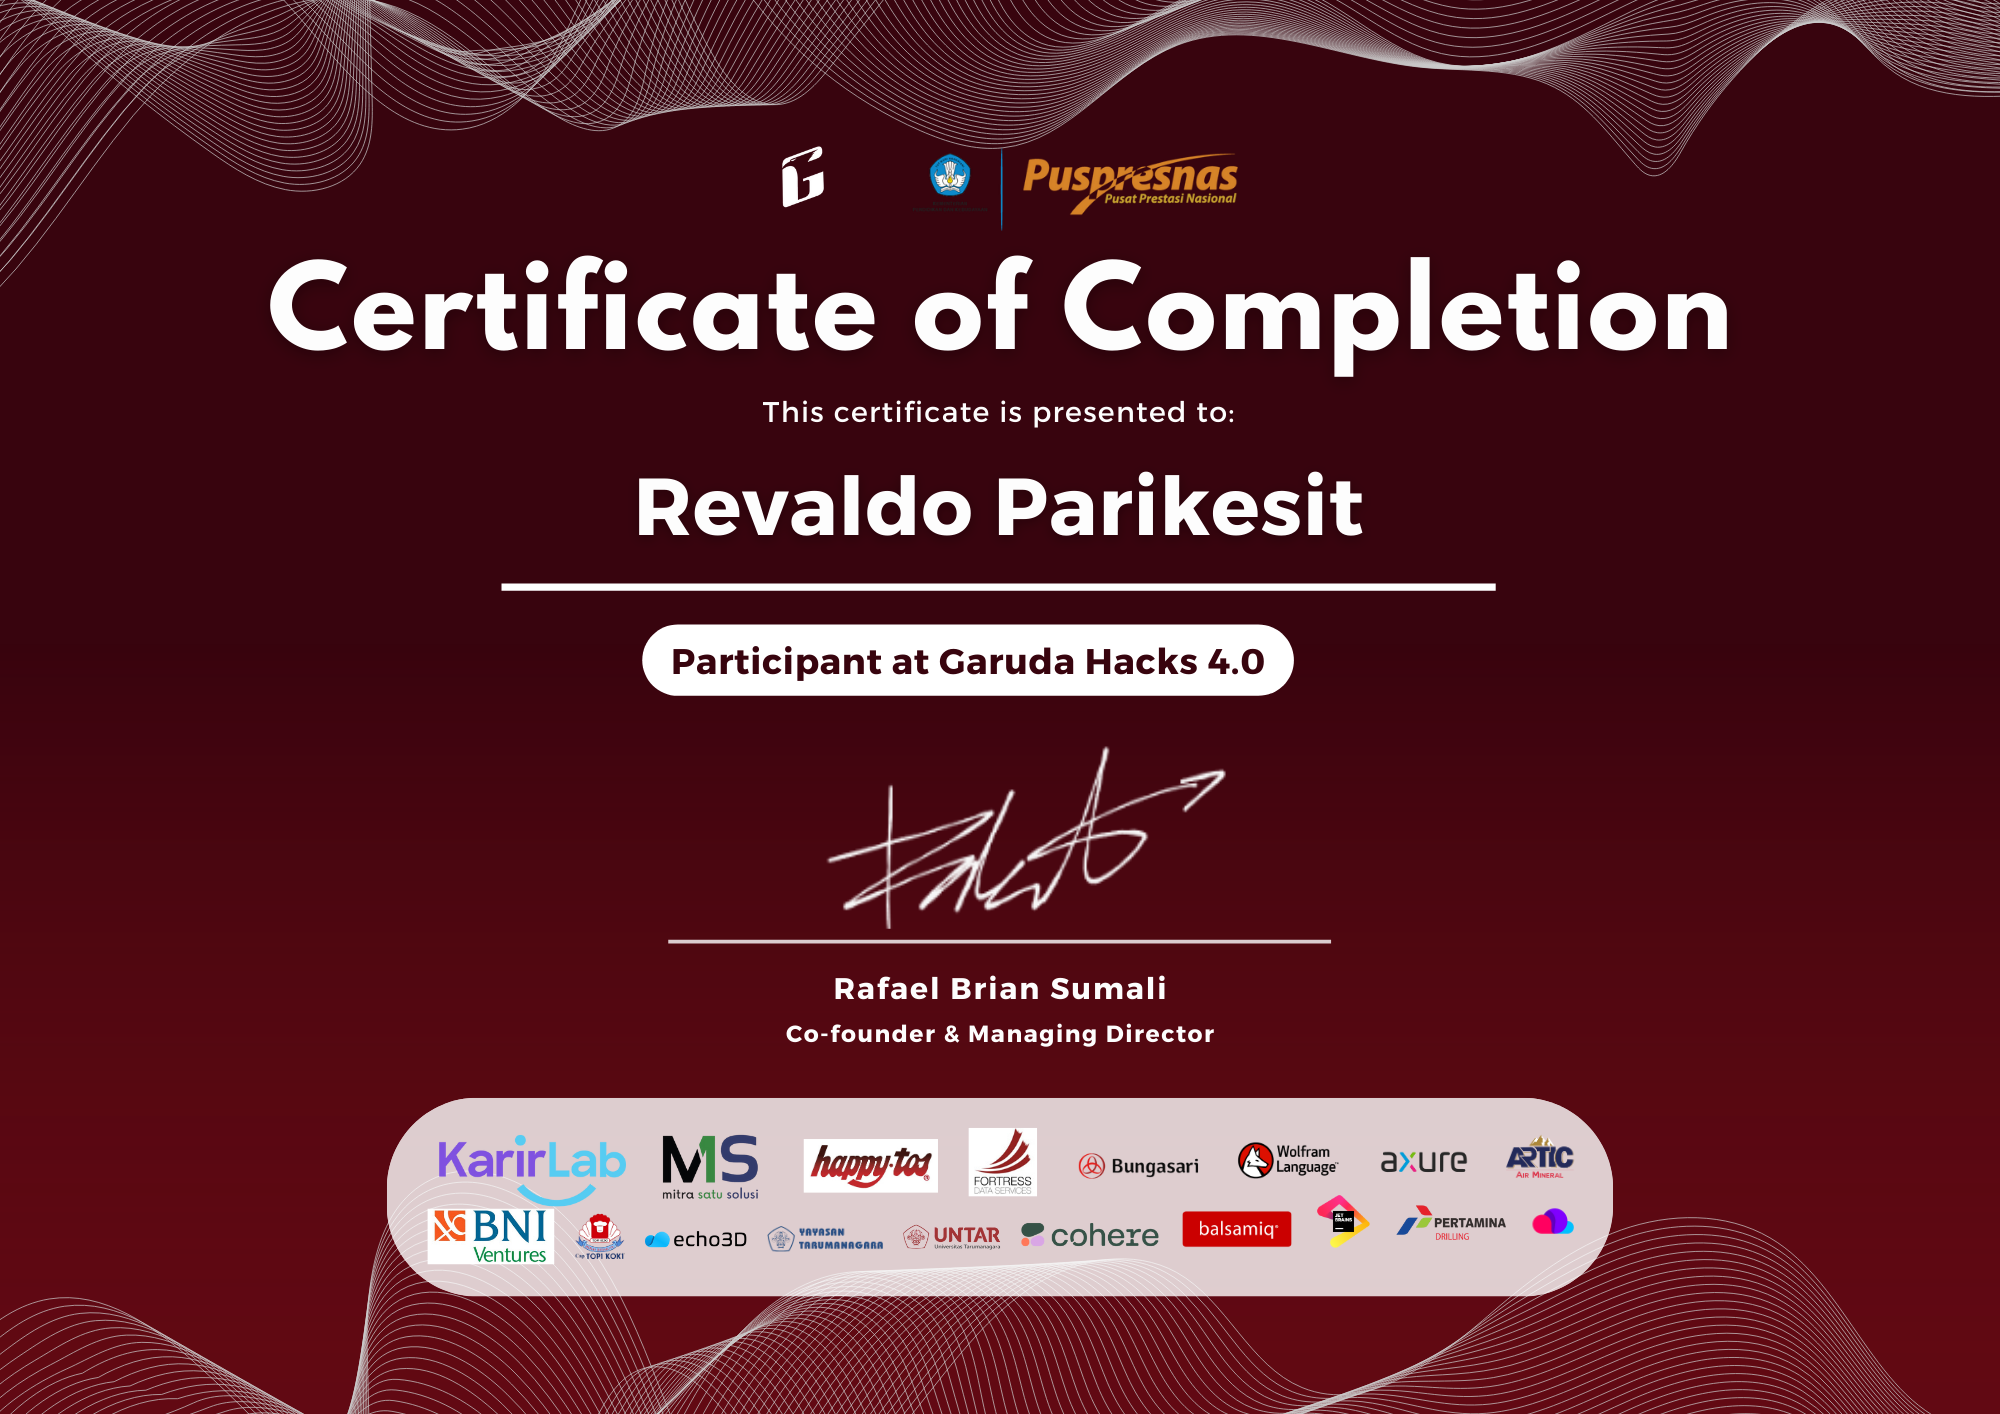 Puspresnas
Pusat Prestasi Nasional
Certificate of Completion
This certificate is presented to:
Revaldo Parikesit
Participant at Garuda Hacks 4.0
Rafael Brian Sumali
Co-founder & Managing Director
KarirLab
MS
mitra satu solusi
happy·tos
FORTRESS
DATA SERVICES
Bungasari
Wolfram
Language
axure
ARTIC
AIR MINERAL
BNI
Ventures
Cap TOPI KOKI
echo3D
YAYASAN
TARUMANAGARA
UNTAR
Universitas Tarumanagara
cohere
balsamiq
JET
BRAINS
PERTAMINA
DRILLING